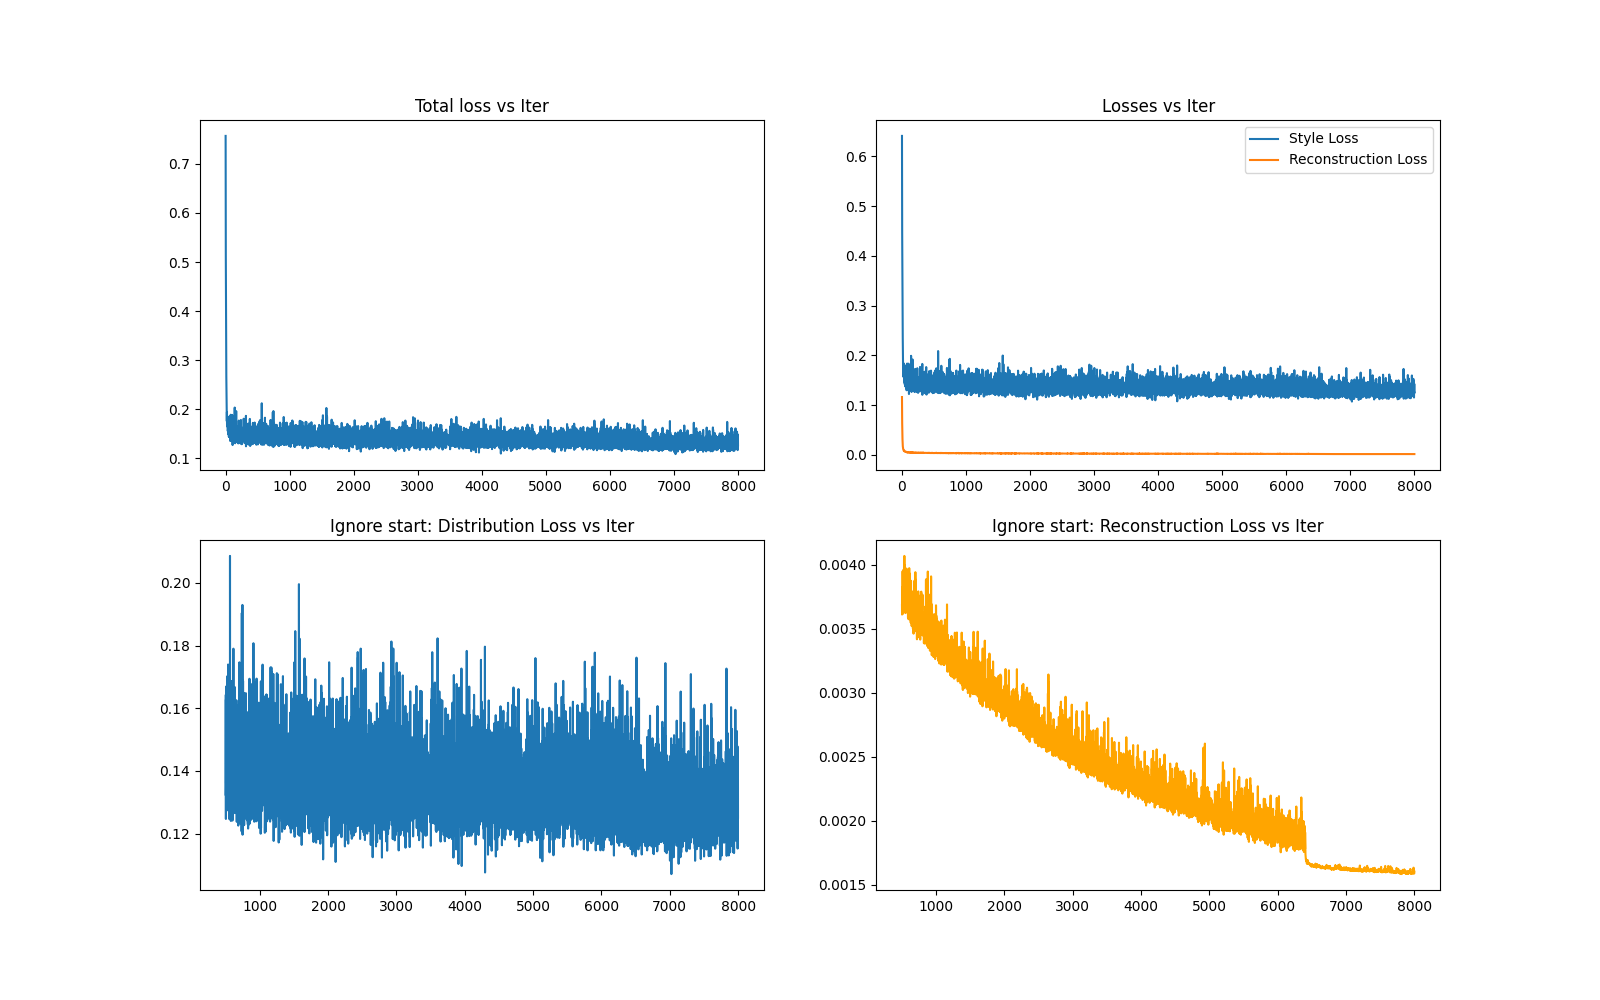 Total loss vs Iter
0.7
0.6
0.5
0.4
0.3
0.2
0.1
0 1000 2000 3000 4000 5000 6000 7000 8000
Losses vs Iter
Style Loss
Reconstruction Loss
0.6
0.5
0.4
0.3
0.2
0.1
0.0
0 1000 2000 3000 4000 5000 6000 7000 8000
Ignore start: Distribution Loss vs Iter
0.20
0.18
0.16
0.14
0.12
1000 2000 3000 4000 5000 6000 7000 8000
Ignore start: Reconstruction Loss vs Iter
0.0040
0.0035
0.0030
0.0025
0.0020
0.0015
1000 2000 3000 4000 5000 6000 7000 8000